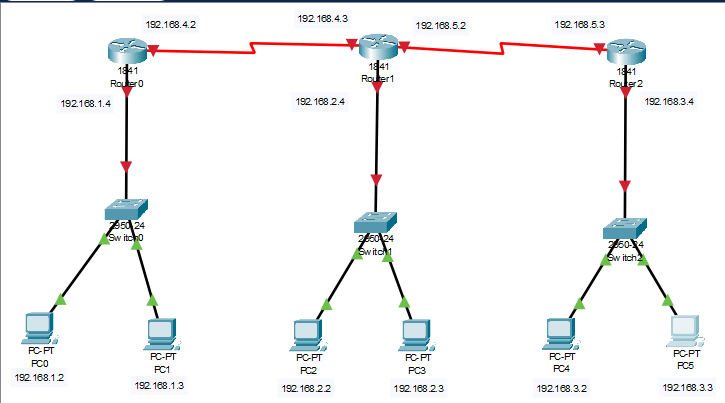 192.168.4.2
192.168.4.3
192.168.5.2
192.168.5.3
1841
Router0
1841
Router1
1841
Router2
192.168.1.4
192.168.2.4
192.168.3.4
2950-24
Switch0
2950-24
Switch1
2950-24
Switch2
PC-PT
PC0
192.168.1.2
PC-PT
PC1
192.168.1.3
PC-PT
PC2
192.168.2.2
PC-PT
PC3
192.168.2.3
PC-PT
PC4
192.168.3.2
PC-PT
PC5
192.168.3.3